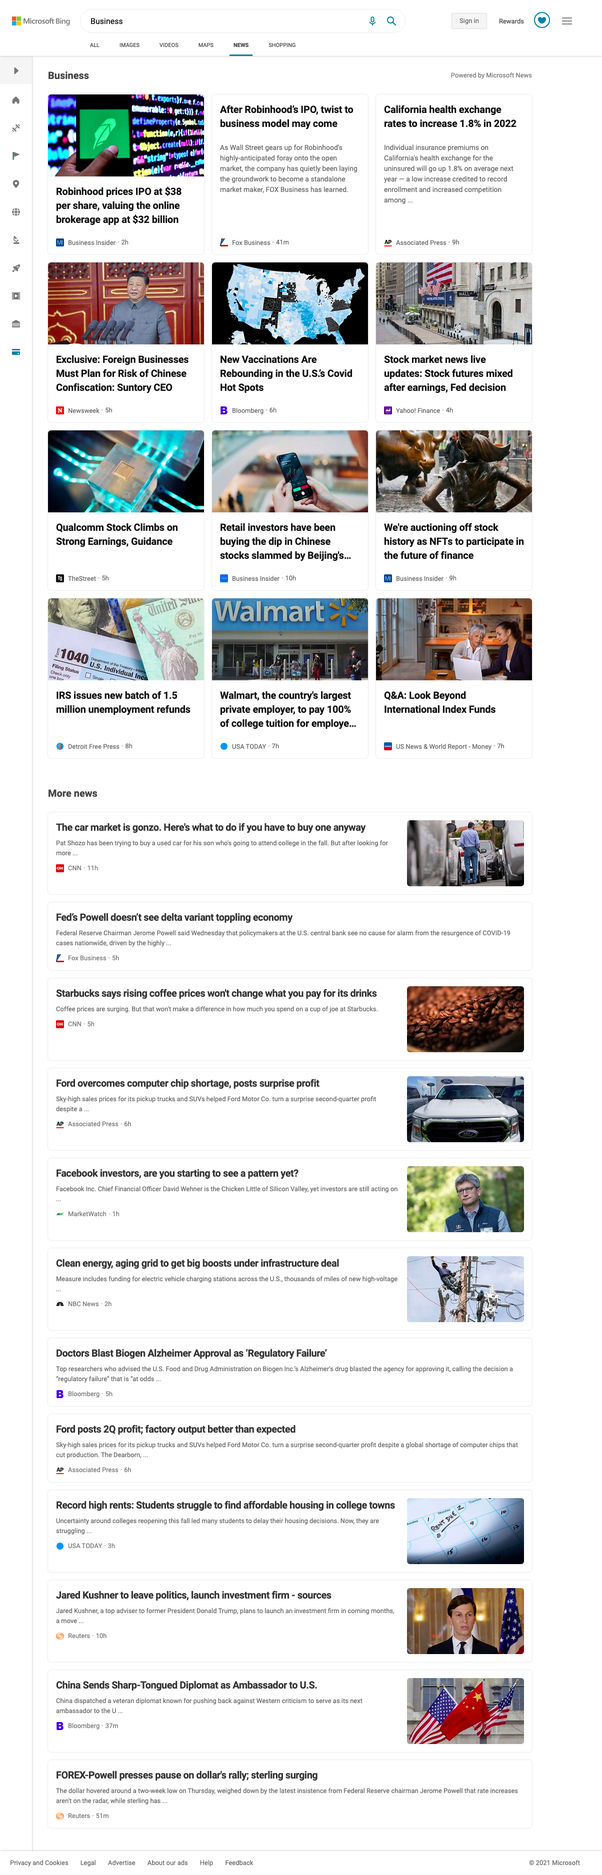 Microsoft Bing
Business
Sign in
Rewards
ALL
IMAGES
VIDEOS
MAPS
NEWS
SHOPPING
Business
Powered by Microsoft News
Robinhood prices IPO at $38
per share, valuing the online
brokerage app at $32 billion
Business Insider · 2h
After Robinhood's IPO, twist to
business model may come
As Wall Street gears up for Robinhood's
highly-anticipated foray onto the open
market, the company has quietly been laying
the groundwork to become a standalone
market maker, FOX Business has learned.
Fox Business · 41m
California health exchange
rates to increase 1.8% in 2022
Individual insurance premiums on
California's health exchange for the
uninsured will go up 1.8% on average next
year — a low increase credited to record
enrollment and increased competition
among ...
Associated Press · 9h
Exclusive: Foreign Businesses
Must Plan for Risk of Chinese
Confiscation: Suntory CEO
Newsweek · 5h
New Vaccinations Are
Rebounding in the U.S.'s Covid
Hot Spots
Bloomberg · 6h
Stock market news live
updates: Stock futures mixed
after earnings, Fed decision
Yahoo! Finance · 4h
Qualcomm Stock Climbs on
Strong Earnings, Guidance
TheStreet · 5h
Retail investors have been
buying the dip in Chinese
stocks slammed by Beijing's...
Business Insider · 10h
We're auctioning off stock
history as NFTs to participate in
the future of finance
Business Insider · 9h
1040
U.S. Individual Income
Filing Status
United States
Walmart
IRS issues new batch of 1.5
million unemployment refunds
Detroit Free Press · 8h
Walmart, the country's largest
private employer, to pay 100%
of college tuition for employe...
USA TODAY · 7h
Q&A: Look Beyond
International Index Funds
US News & World Report - Money · 7h
More news
The car market is gonzo. Here's what to do if you have to buy one anyway
Pat Shozo has been trying to buy a used car for his son who's going to attend college in the fall. But after looking for
more ...
CNN · 11h
Fed's Powell doesn't see delta variant toppling economy
Federal Reserve Chairman Jerome Powell said Wednesday that policymakers at the U.S. central bank see no cause for alarm from the resurgence of COVID-19
cases nationwide, driven by the highly ...
Fox Business · 5h
Starbucks says rising coffee prices won't change what you pay for its drinks
Coffee prices are surging. But that won't make a difference in how much you spend on a cup of joe at Starbucks.
CNN · 5h
Ford overcomes computer chip shortage, posts surprise profit
Sky-high sales prices for its pickup trucks and SUVs helped Ford Motor Co. turn a surprise second-quarter profit
despite a ...
Associated Press · 6h
Facebook investors, are you starting to see a pattern yet?
Facebook Inc. Chief Financial Officer David Wehner is the Chicken Little of Silicon Valley, yet investors are still acting on
...
MarketWatch · 1h
Clean energy, aging grid to get big boosts under infrastructure deal
Measure includes funding for electric vehicle charging stations across the U.S., thousands of miles of new high-voltage
...
NBC News · 2h
Doctors Blast Biogen Alzheimer Approval as 'Regulatory Failure'
Top researchers who advised the U.S. Food and Drug Administration on Biogen Inc.'s Alzheimer's drug blasted the agency for approving it, calling the decision a
"regulatory failure" that is "at odds ...
Bloomberg · 5h
Ford posts 2Q profit; factory output better than expected
Sky-high sales prices for its pickup trucks and SUVs helped Ford Motor Co. turn a surprise second-quarter profit despite a global shortage of computer chips that
cut production. The Dearborn, ...
Associated Press · 6h
Record high rents: Students struggle to find affordable housing in college towns
Uncertainty around colleges reopening this fall led many students to delay their housing decisions. Now, they are
struggling ...
USA TODAY · 3h
RENT DUE
Jared Kushner to leave politics, launch investment firm - sources
Jared Kushner, a top adviser to former President Donald Trump, plans to launch an investment firm in coming months,
a move ...
Reuters · 10h
China Sends Sharp-Tongued Diplomat as Ambassador to U.S.
China dispatched a veteran diplomat known for pushing back against Western criticism to serve as its next
ambassador to the U ...
Bloomberg · 37m
FOREX-Powell presses pause on dollar's rally; sterling surging
The dollar hovered around a two-week low on Thursday, weighed down by the latest insistence from Federal Reserve chairman Jerome Powell that rate increases
aren't on the radar, while sterling has ...
Reuters · 51m
Privacy and Cookies
Legal
Advertise
About our ads
Help
Feedback
© 2021 Microsoft